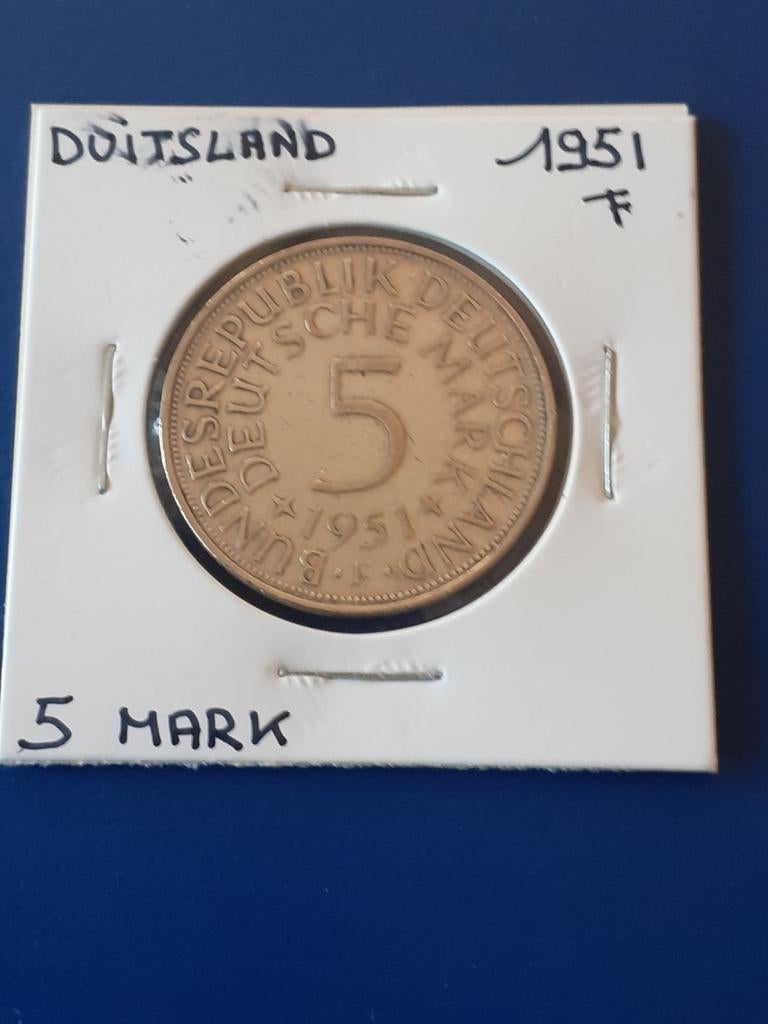 DUITSLAND 1951
F
BUNDESREPUBLIK DEUTSCHLAND
DEUTSCHE MARK
5
1951
· F ·
5 MARK